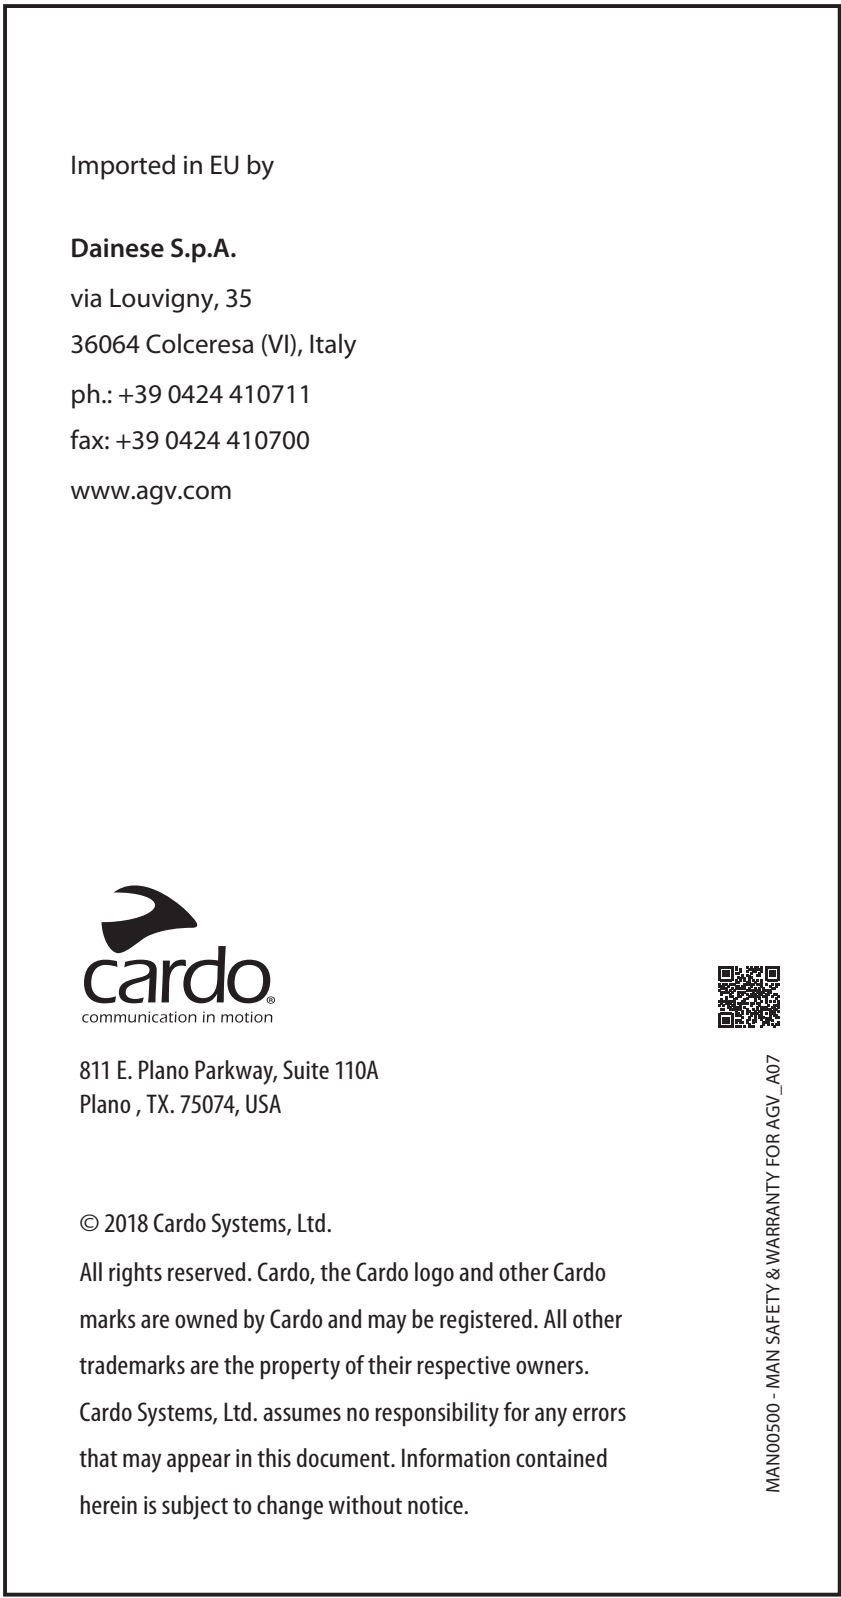 Imported in EU by
Dainese S.p.A.
via Louvigny, 35
36064 Colceresa (VI), Italy
ph.: +39 0424 410711
fax: +39 0424 410700
www.agv.com
cardo®
communication in motion
811 E. Plano Parkway, Suite 110A
Plano , TX. 75074, USA
© 2018 Cardo Systems, Ltd.
All rights reserved. Cardo, the Cardo logo and other Cardo
marks are owned by Cardo and may be registered. All other
trademarks are the property of their respective owners.
Cardo Systems, Ltd. assumes no responsibility for any errors
that may appear in this document. Information contained
herein is subject to change without notice.
MAN00500 - MAN SAFETY & WARRANTY FOR AGV_A07